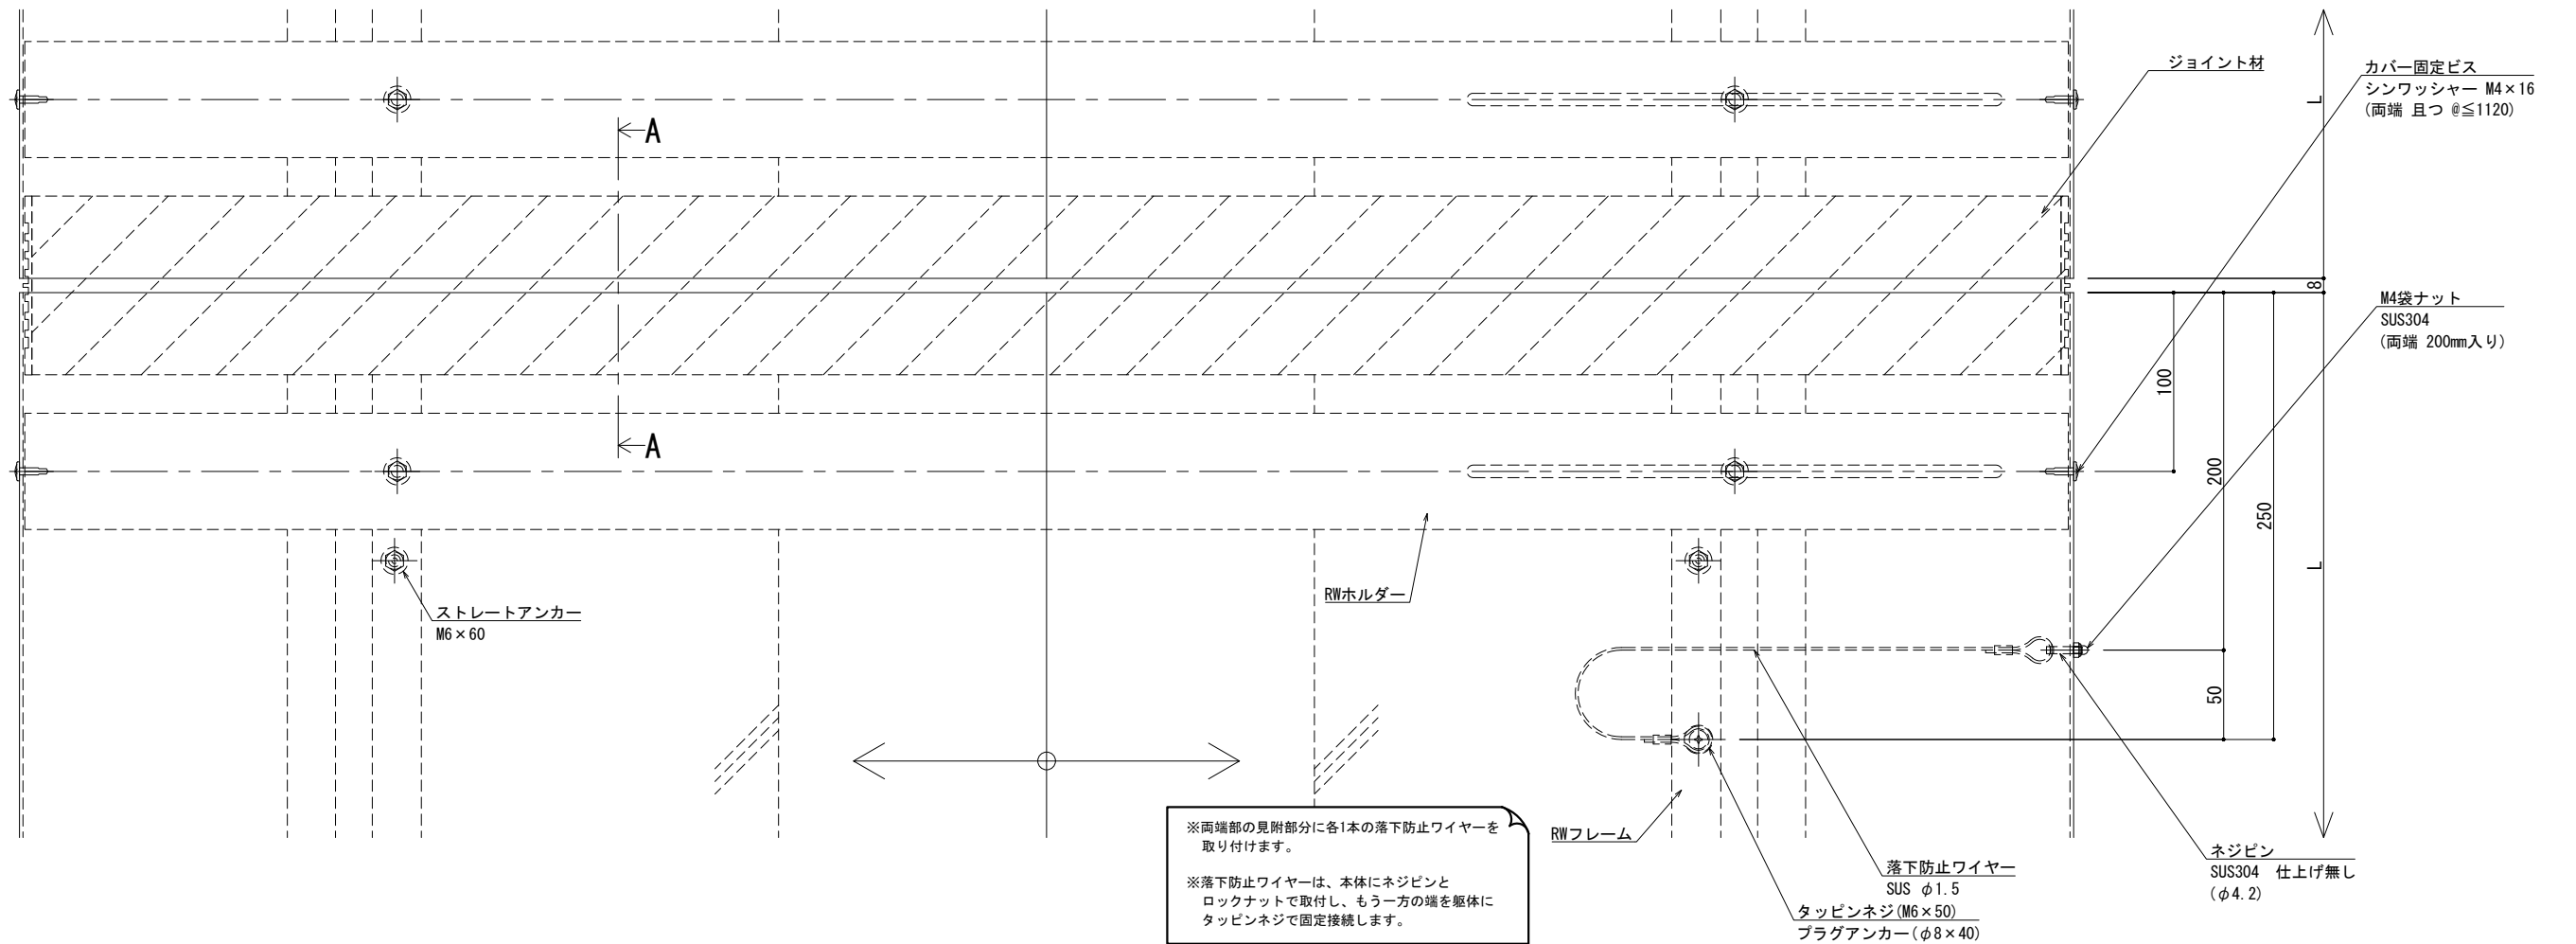 ジョイント材
カバー固定ビス
シンワッシャー M4×16
(両端 且つ @≦1120)
L
A
8
M4袋ナット
SUS304
(両端 200mm入り)
100
A
200
250
L
RWホルダー
ストレートアンカー
M6×60
50
※両端部の見附部分に各1本の落下防止ワイヤーを
取り付けます。
※落下防止ワイヤーは、本体にネジピンと
ロックナットで取付し、もう一方の端を躯体に
タッピンネジで固定接続します。
RWフレーム
落下防止ワイヤー
SUS φ1.5
タッピンネジ(M6×50)
プラグアンカー(φ8×40)
ネジピン
SUS304 仕上げ無し
(φ4.2)